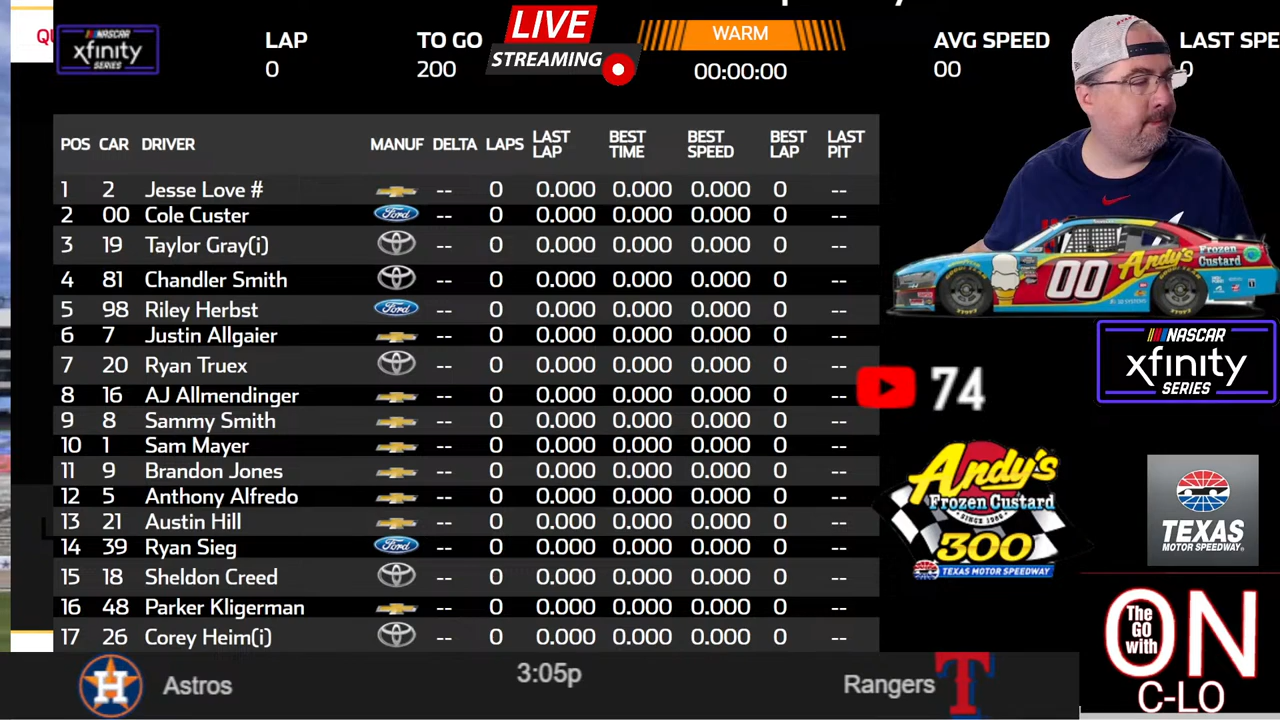 QU
NASCAR
xfinity
SERIES
LAP
0
TO GO
200
LIVE
STREAMING
WARM
00:00:00
AVG SPEED
00
LAST SPE
0
POS CAR DRIVER MANUF DELTA LAPS LAST LAP BEST TIME BEST SPEED BEST LAP LAST PIT
1 2 Jesse Love # -- 0 0.000 0.000 0.000 0 --
2 00 Cole Custer Ford -- 0 0.000 0.000 0.000 0 --
3 19 Taylor Gray(i) -- 0 0.000 0.000 0.000 0 --
4 81 Chandler Smith -- 0 0.000 0.000 0.000 0 --
5 98 Riley Herbst Ford -- 0 0.000 0.000 0.000 0 --
6 7 Justin Allgaier -- 0 0.000 0.000 0.000 0 --
7 20 Ryan Truex -- 0 0.000 0.000 0.000 0 --
8 16 AJ Allmendinger -- 0 0.000 0.000 0.000 0 --
9 8 Sammy Smith -- 0 0.000 0.000 0.000 0 --
10 1 Sam Mayer -- 0 0.000 0.000 0.000 0 --
11 9 Brandon Jones -- 0 0.000 0.000 0.000 0 --
12 5 Anthony Alfredo -- 0 0.000 0.000 0.000 0 --
13 21 Austin Hill -- 0 0.000 0.000 0.000 0 --
14 39 Ryan Sieg Ford -- 0 0.000 0.000 0.000 0 --
15 18 Sheldon Creed -- 0 0.000 0.000 0.000 0 --
16 48 Parker Kligerman -- 0 0.000 0.000 0.000 0 --
17 26 Corey Heim(i) -- 0 0.000 0.000 0.000 0 --
00
Andy's
Frozen
Custard
NASCAR
xfinity
SERIES
74
Andy's
Frozen Custard
SINCE 1986
300
TEXAS MOTOR SPEEDWAY
TEXAS
MOTOR SPEEDWAY
The GO with ON
C-LO
H Astros
3:05p
Rangers T